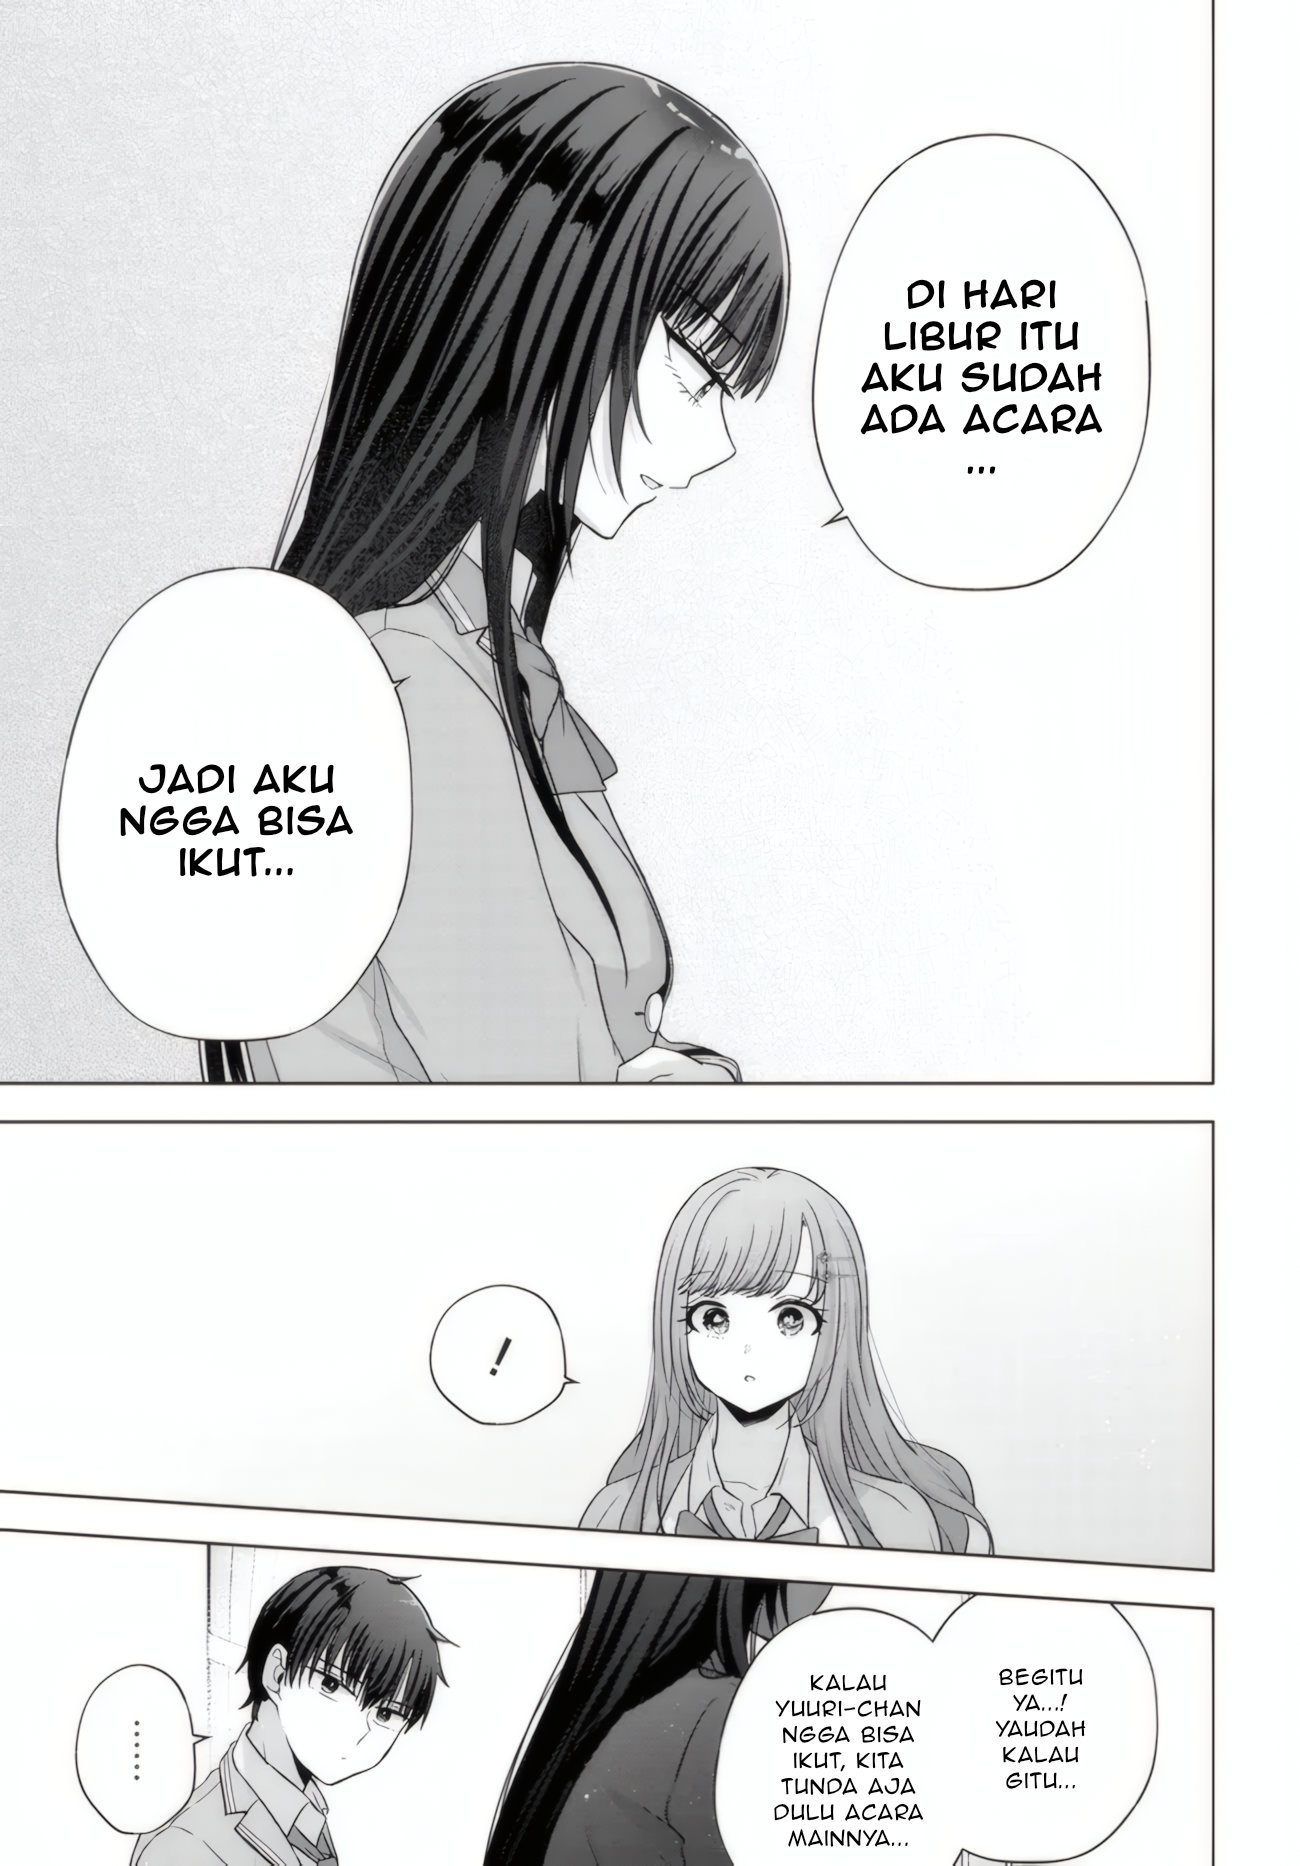 DI HARI
LIBUR ITU
AKU SUDAH
ADA ACARA
...
JADI AKU
NGGA BISA
IKUT...
!
BEGITU
YA...!
YAUDAH
KALAU
GITU...
KALAU
YUURI-CHAN
NGGA BISA
IKUT, KITA
TUNDA AJA
DULU ACARA
MAINNYA...
......